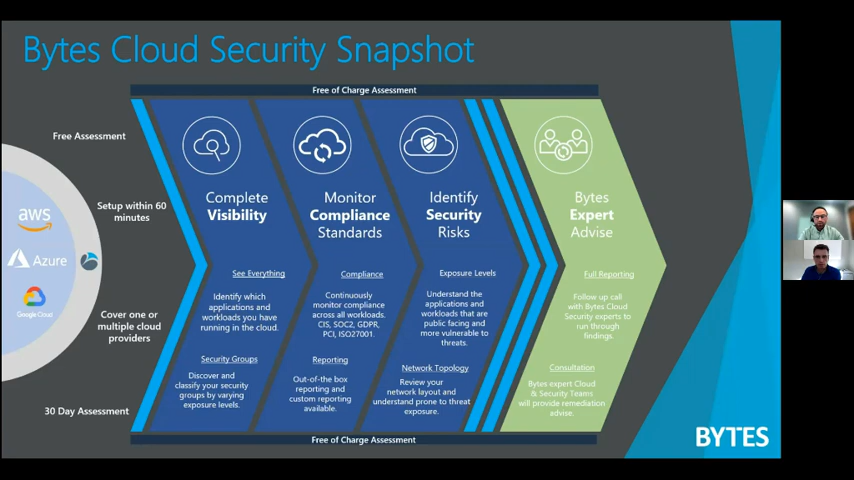 Bytes Cloud Security Snapshot
Free of Charge Assessment
Free Assessment
Setup within 60
minutes
Cover one or
multiple cloud
providers
30 Day Assessment
aws
Azure
Google Cloud
Complete
Visibility
See Everything
Identify which
applications and
workloads you have
running in the cloud.
Security Groups
Discover and
classify your security
groups by varying
exposure levels.
Monitor
Compliance
Standards
Compliance
Continuously
monitor compliance
across all workloads.
CIS, SOC2, GDPR,
PCI, ISO27001.
Reporting
Out-of-the box
reporting and
custom reporting
available.
Identify
Security
Risks
Exposure Levels
Understand the
applications and
workloads that are
public facing and
more vulnerable to
threats.
Network Topology
Review your
network layout and
understand prone to threat
exposure.
Bytes
Expert
Advise
Full Reporting
Follow up call
with Bytes Cloud
Security experts to
run through
findings.
Consultation
Bytes expert Cloud
& Security Teams
will provide remediation
advise.
Free of Charge Assessment
BYTES